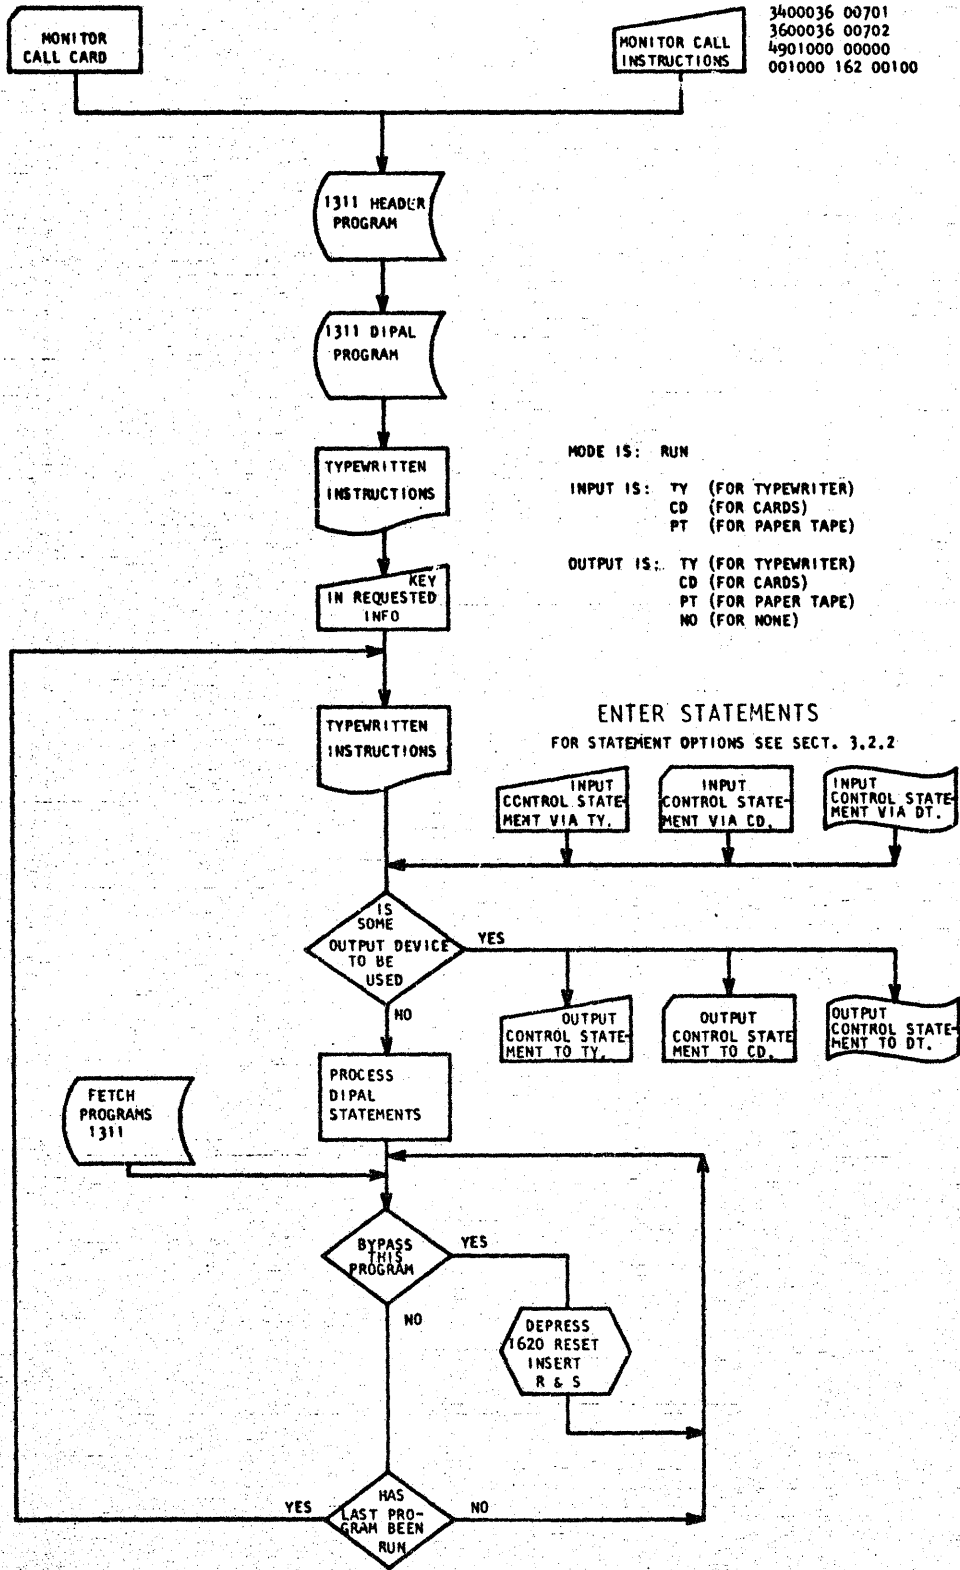 MONITOR
CALL CARD
MONITOR CALL
INSTRUCTIONS
3400036 00701
3600036 00702
4901000 00000
001000 162 00100
1311 HEADER
PROGRAM
1311 DIPAL
PROGRAM
TYPEWRITTEN
INSTRUCTIONS
MODE IS: RUN
INPUT IS: TY (FOR TYPEWRITER)
CD (FOR CARDS)
PT (FOR PAPER TAPE)
OUTPUT IS: TY (FOR TYPEWRITER)
CD (FOR CARDS)
PT (FOR PAPER TAPE)
NO (FOR NONE)
KEY
IN REQUESTED
INFO
TYPEWRITTEN
INSTRUCTIONS
ENTER STATEMENTS
FOR STATEMENT OPTIONS SEE SECT. 3.2.2
INPUT
CONTROL STATE-
MENT VIA TY.
INPUT
CONTROL STATE-
MENT VIA CD.
INPUT
CONTROL STATE-
MENT VIA DT.
IS
SOME
OUTPUT DEVICE
TO BE
USED
YES
NO
OUTPUT
CONTROL STATE-
MENT TO TY.
OUTPUT
CONTROL STATE
MENT TO CD.
OUTPUT
CONTROL STATE-
MENT TO DT.
PROCESS
DIPAL
STATEMENTS
FETCH
PROGRAMS
1311
BYPASS
THIS
PROGRAM
YES
NO
DEPRESS
1620 RESET
INSERT
R & S
HAS
LAST PRO-
GRAM BEEN
RUN
YES
NO